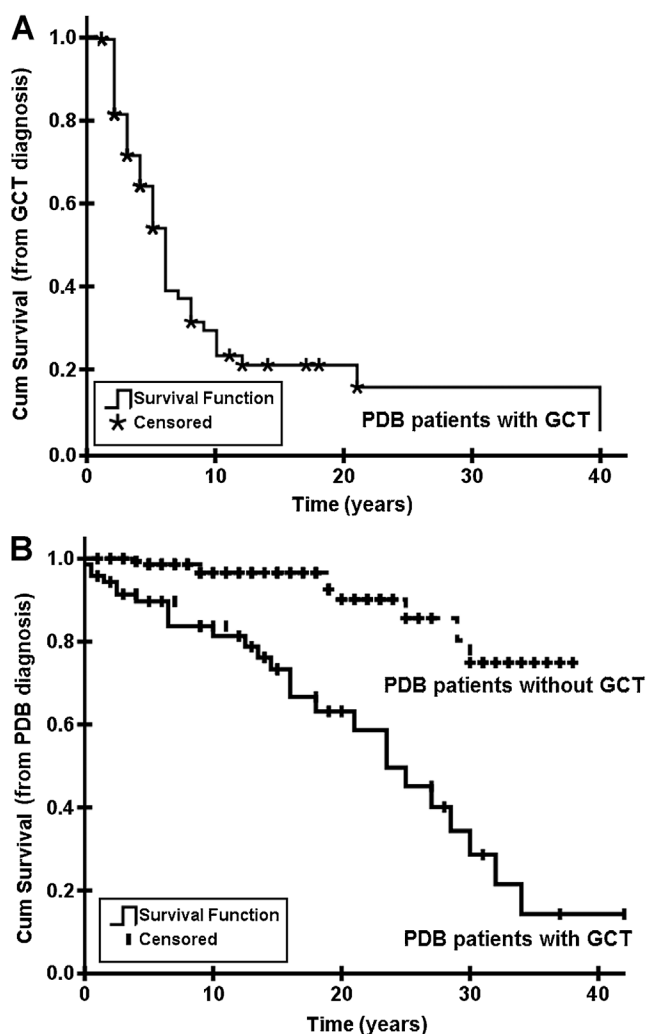 A
Cum Survival (from GCT diagnosis)
1.0
0.8
0.6
0.4
0.2
0.0
Survival Function
Censored
PDB patients with GCT
0 10 20 30 40
Time (years)
B
Cum Survival (from PDB diagnosis)
1.0
0.8
0.6
0.4
0.2
0.0
PDB patients without GCT
Survival Function
Censored
PDB patients with GCT
0 10 20 30 40
Time (years)